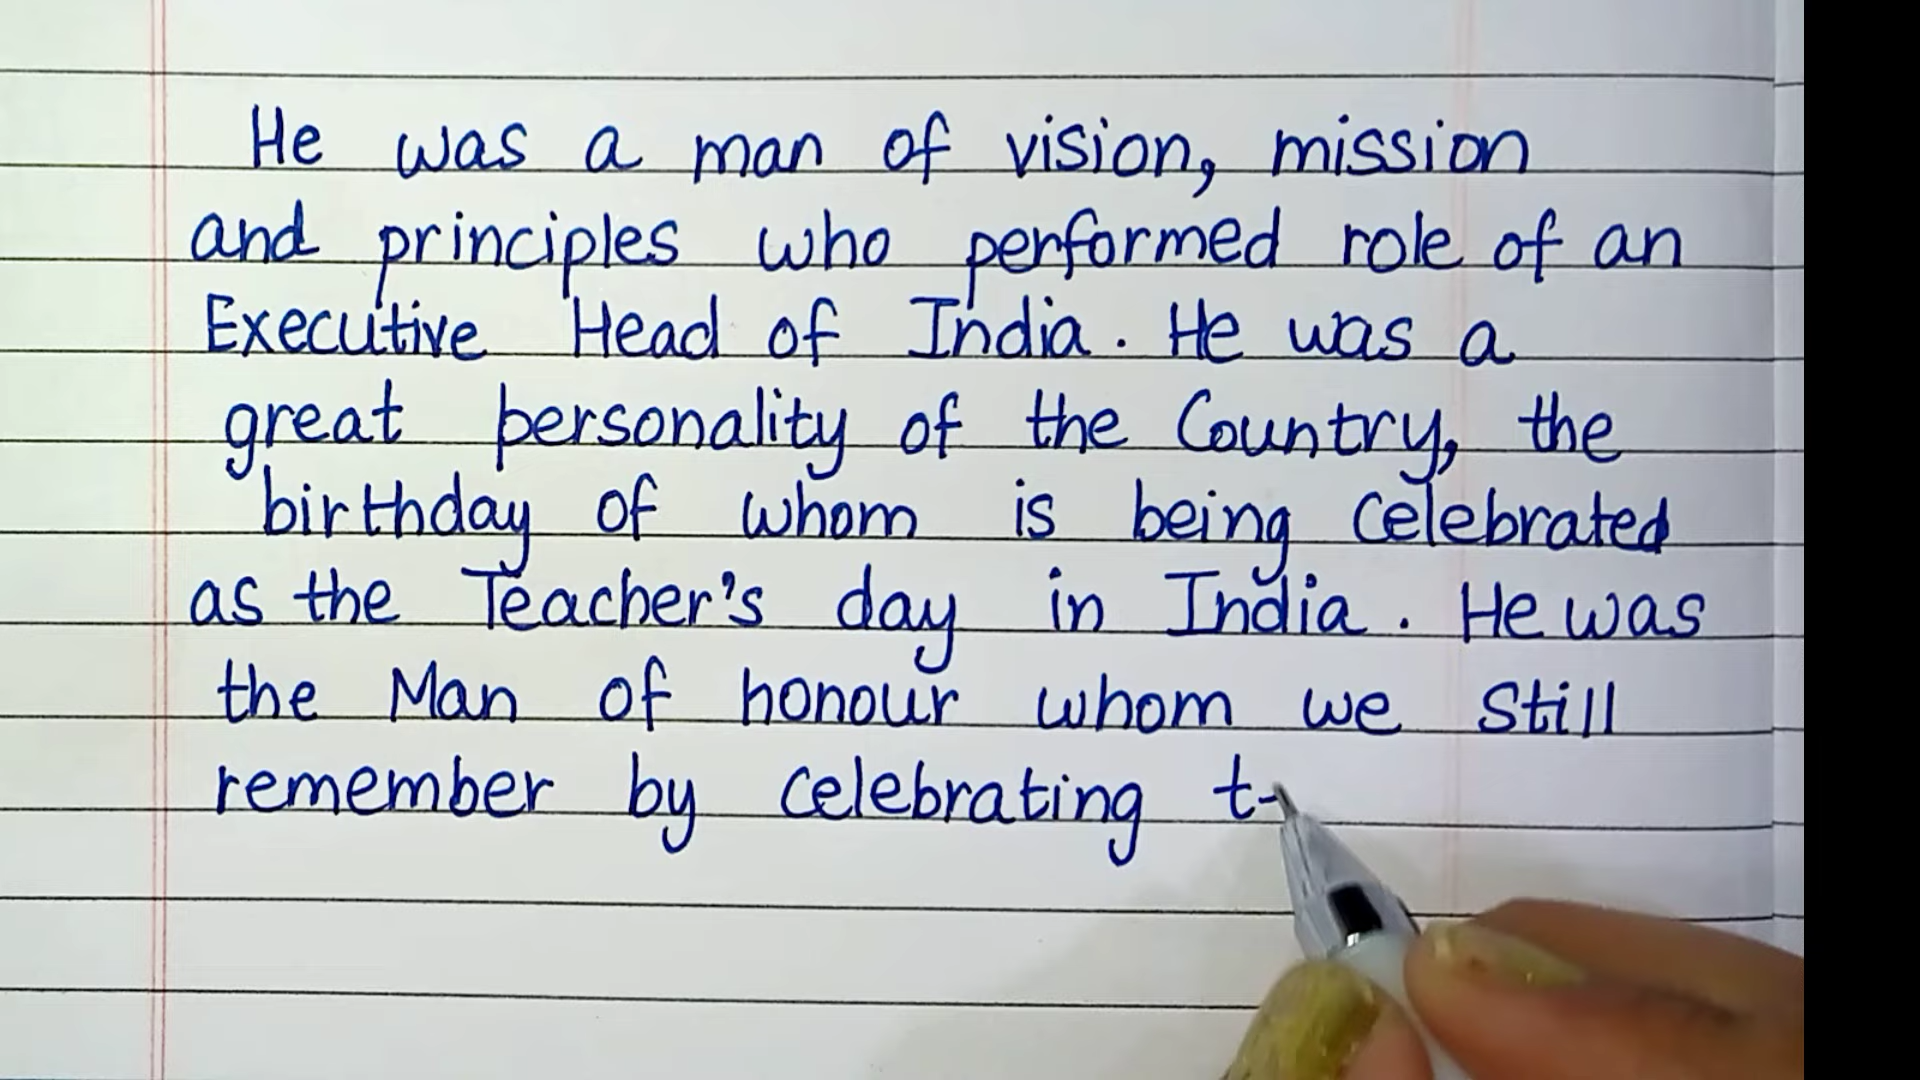 He was a man of vision, mission
and principles who performed role of an
Executive Head of India. He was a
great personality of the Country, the
birthday of whom is being celebrated
as the Teacher's day in India. He was
the Man of honour whom we still
remember by celebrating t